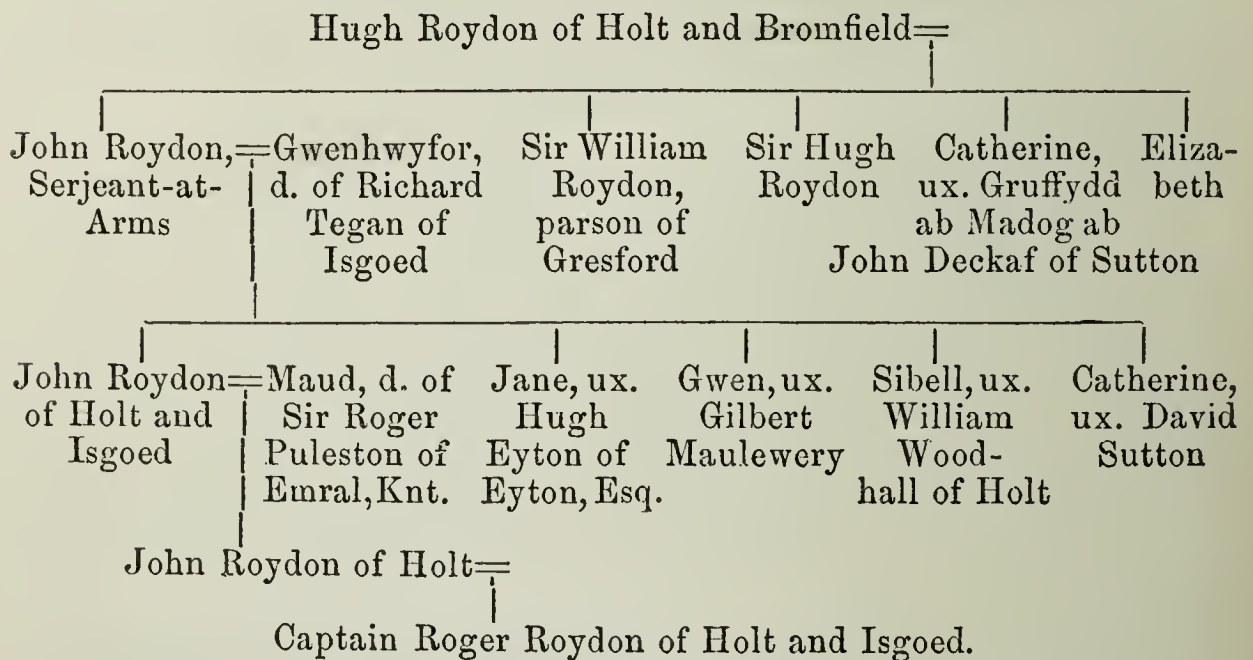 Hugh Roydon of Holt and Bromfield=
John Roydon,=Gwenhwyfor,
Serjeant-at-
Arms
d. of Richard
Tegan of
Isgoed
Sir William
Roydon,
parson of
Gresford
Sir Hugh
Roydon
Catherine,
ux. Gruffydd
ab Madog ab
John Deckaf of Sutton
Eliza-
beth
John Roydon=Maud, d. of
of Holt and
Isgoed
Sir Roger
Puleston of
Emral, Knt.
Jane, ux.
Hugh
Eyton of
Eyton, Esq.
Gwen, ux.
Gilbert
Maulewery
Sibell, ux.
William
Wood-
hall of Holt
Catherine,
ux. David
Sutton
John Roydon of Holt=
Captain Roger Roydon of Holt and Isgoed.